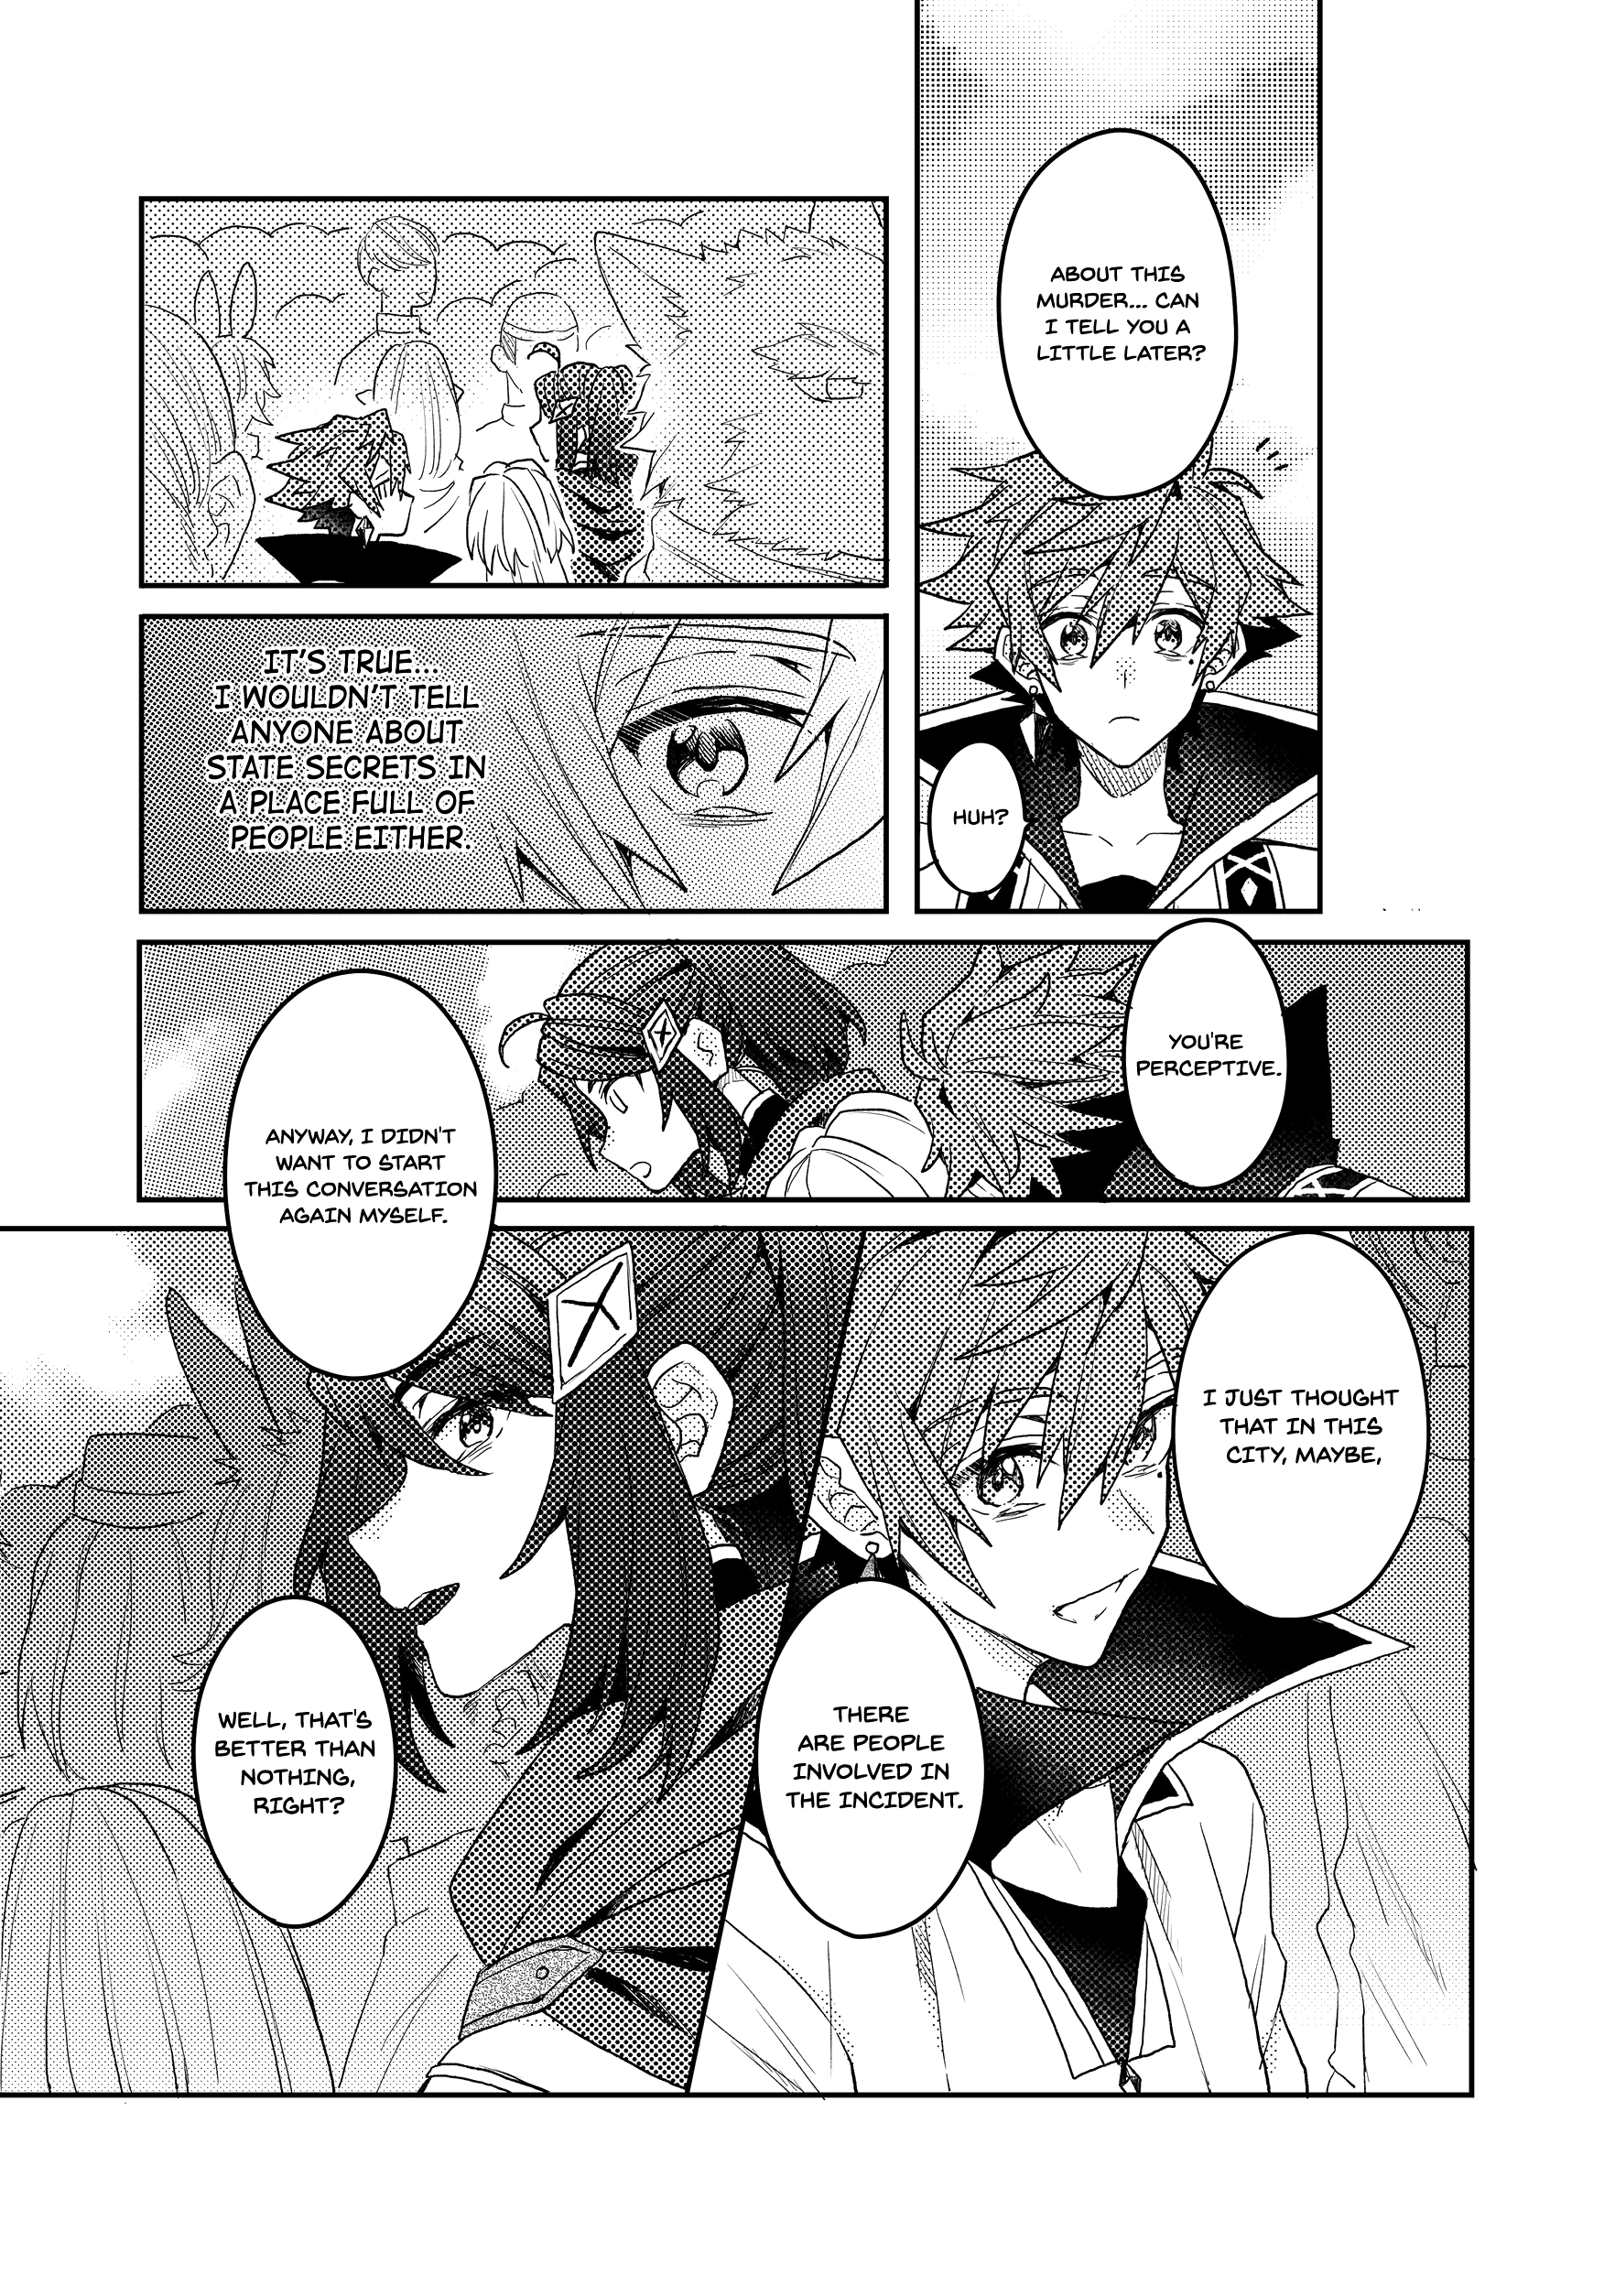 ABOUT THIS
MURDER... CAN
I TELL YOU A
LITTLE LATER?
HUH?
IT'S TRUE...
I WOULDN'T TELL
ANYONE ABOUT
STATE SECRETS IN
A PLACE FULL OF
PEOPLE EITHER.
YOU'RE
PERCEPTIVE.
ANYWAY, I DIDN'T
WANT TO START
THIS CONVERSATION
AGAIN MYSELF.
I JUST THOUGHT
THAT IN THIS
CITY, MAYBE,
THERE
ARE PEOPLE
INVOLVED IN
THE INCIDENT.
WELL, THAT'S
BETTER THAN
NOTHING,
RIGHT?